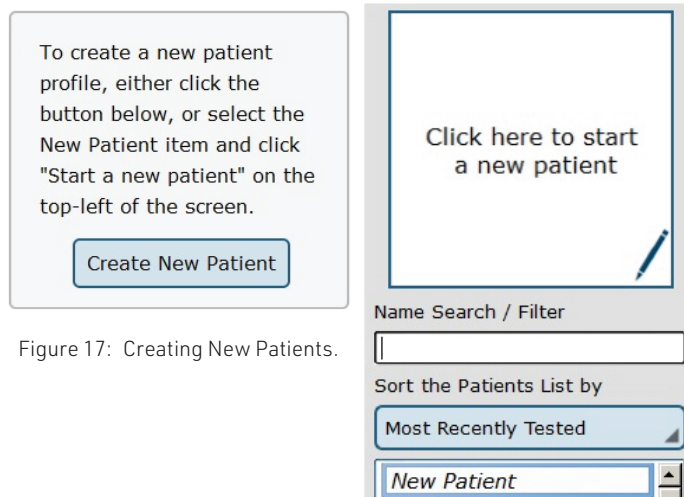 To create a new patient
profile, either click the
button below, or select the
New Patient item and click
"Start a new patient" on the
top-left of the screen.
Create New Patient
Figure 17: Creating New Patients.
Click here to start
a new patient
Name Search / Filter
Sort the Patients List by
Most Recently Tested
New Patient